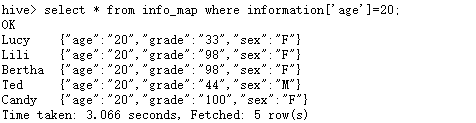 hive> select * from info_map where information['age']=20;
OK
Lucy    {"age":"20","grade":"33","sex":"F"}
Lili    {"age":"20","grade":"98","sex":"F"}
Bertha  {"age":"20","grade":"98","sex":"F"}
Ted     {"age":"20","grade":"44","sex":"M"}
Candy   {"age":"20","grade":"100","sex":"F"}
Time taken: 3.066 seconds, Fetched: 5 row(s)